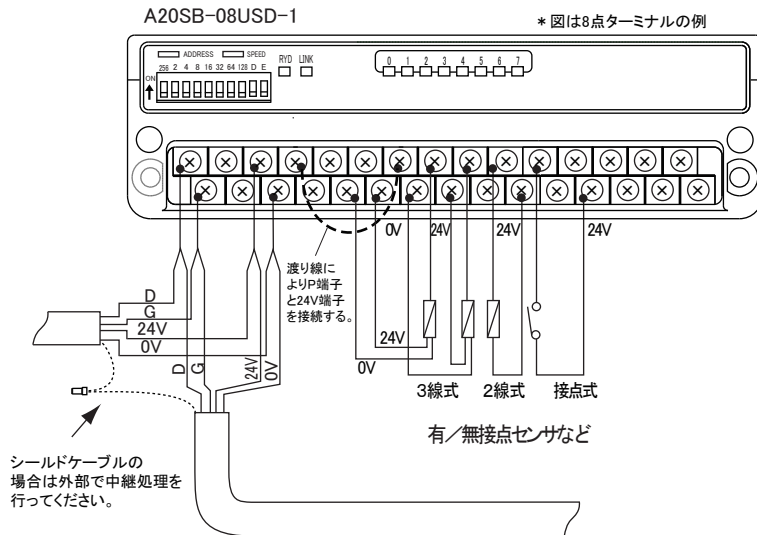 A20SB-08USD-1
*図は8点ターミナルの例
ADDRESS SPEED
256 2 4 8 16 32 64 128 D E
RYD LINK
0 1 2 3 4 5 6 7
ON
0V 24V 24V 24V
渡り線に
よりP端子
と24V端子
を接続する。
D
G
24V
0V
D G 24V 0V
24V
0V
3線式 2線式 接点式
有/無接点センサなど
シールドケーブルの
場合は外部で中継処理を
行ってください。